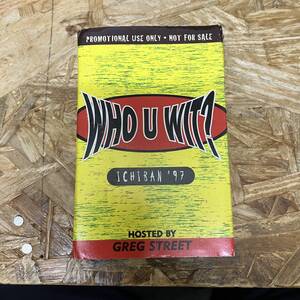 PROMOTIONAL USE ONLY • NOT FOR SALE
WHO U WIT?
ICHIBAN '97
HOSTED BY
GREG STREET